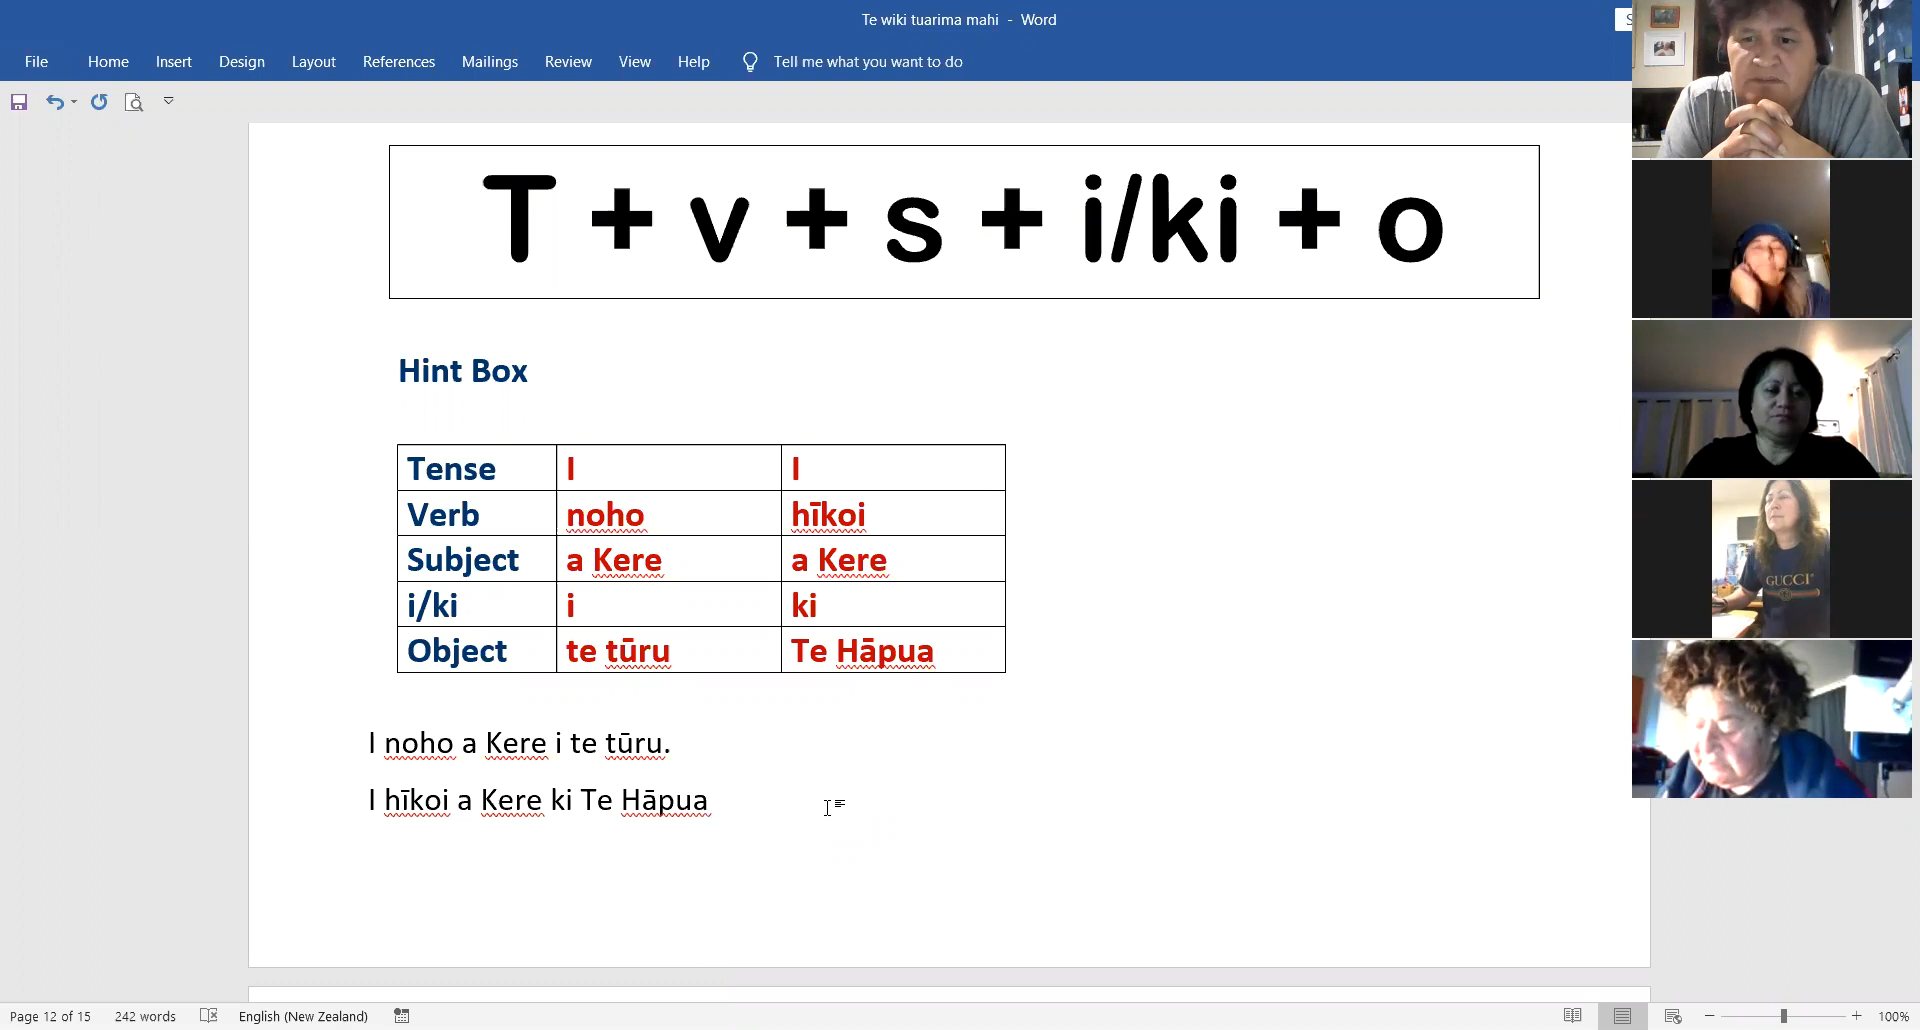 Te wiki tuarima mahi - Word
S
File Home Insert Design Layout References Mailings Review View Help Tell me what you want to do
T + v + s + i/ki + o
Hint Box
Tense I I
Verb noho hīkoi
Subject a Kere a Kere
i/ki i ki
Object te tūru Te Hāpua
I noho a Kere i te tūru.
I hīkoi a Kere ki Te Hāpua
GUCCI
Page 12 of 15 242 words English (New Zealand) 100%